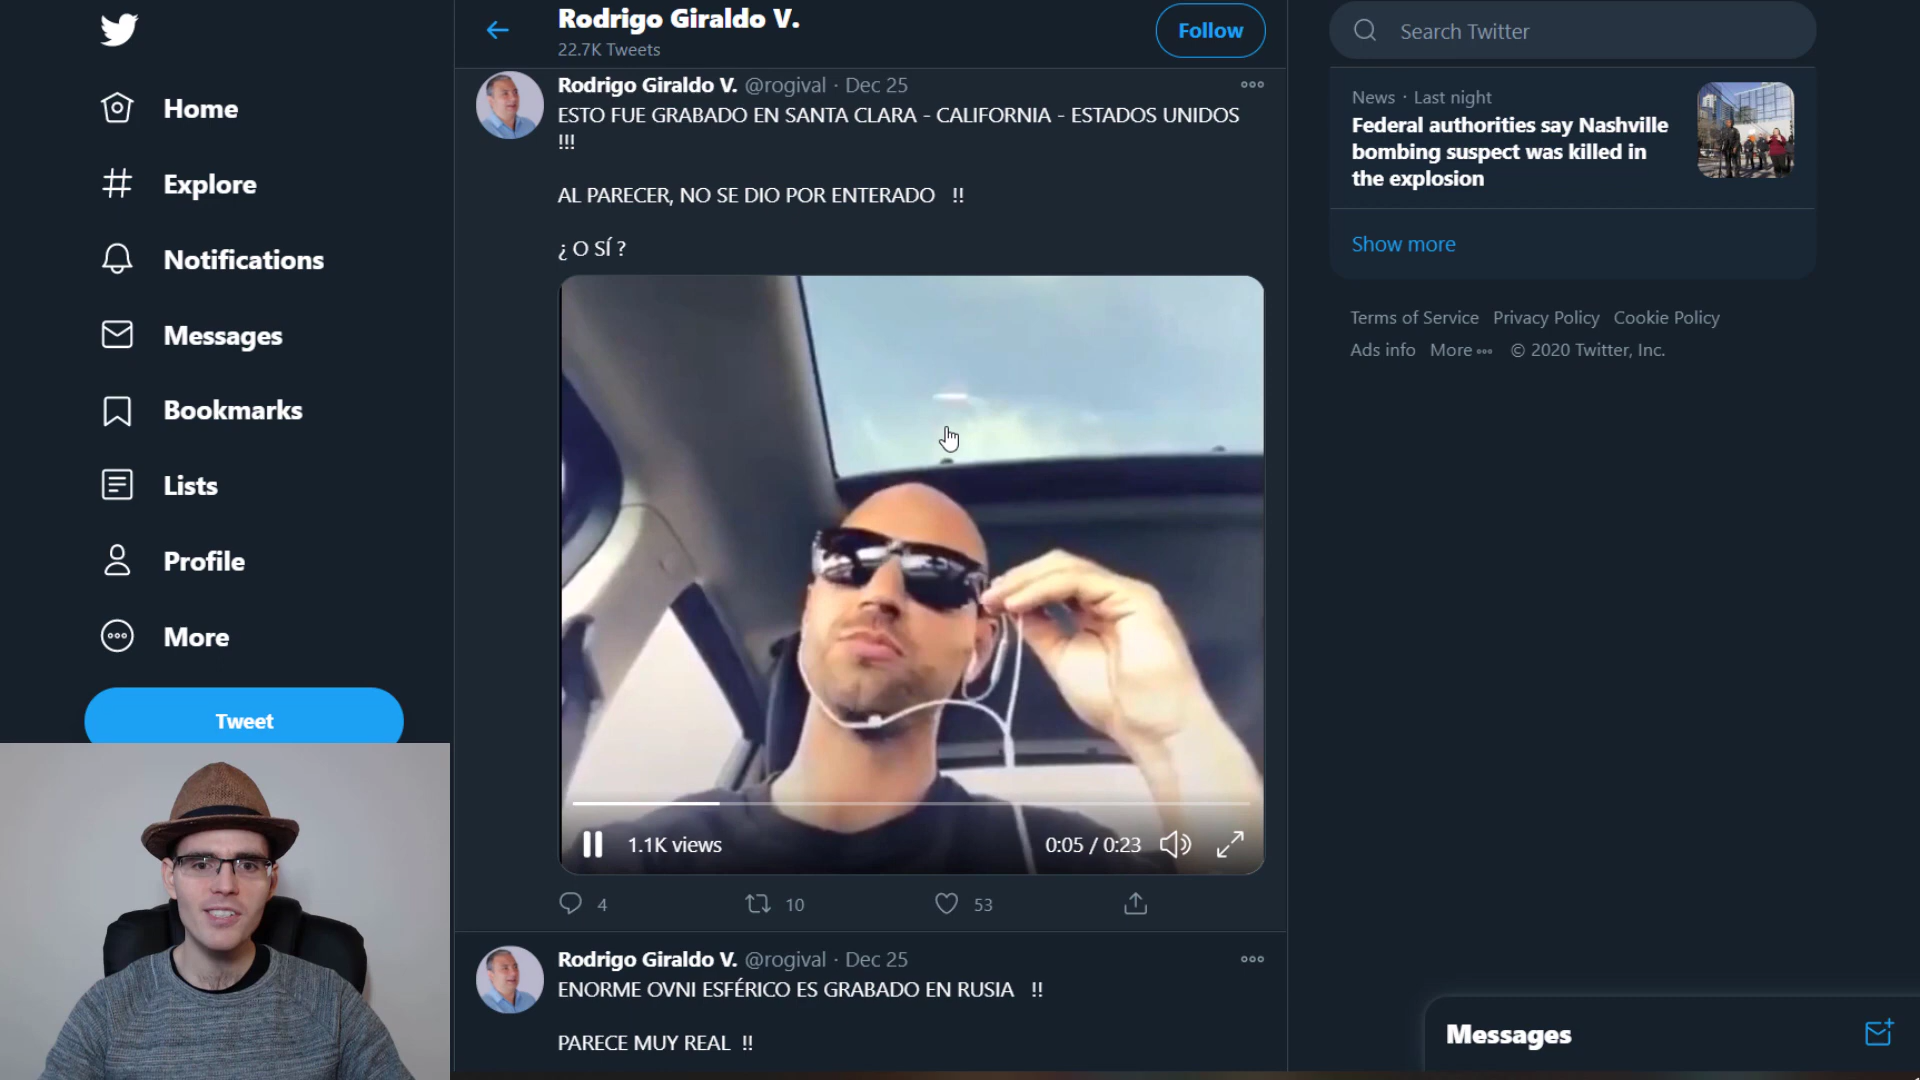 Home
Explore
Notifications
Messages
Bookmarks
Lists
Profile
More
Tweet
Rodrigo Giraldo V.
22.7K Tweets
Follow
Rodrigo Giraldo V. @rogival · Dec 25
ESTO FUE GRABADO EN SANTA CLARA - CALIFORNIA - ESTADOS UNIDOS
!!!
AL PARECER, NO SE DIO POR ENTERADO !!
¿ O SÍ ?
1.1K views
0:05 / 0:23
4 10 53
Rodrigo Giraldo V. @rogival · Dec 25
ENORME OVNI ESFÉRICO ES GRABADO EN RUSIA !!
PARECE MUY REAL !!
Search Twitter
News · Last night
Federal authorities say Nashville
bombing suspect was killed in
the explosion
Show more
Terms of Service Privacy Policy Cookie Policy
Ads info More © 2020 Twitter, Inc.
Messages